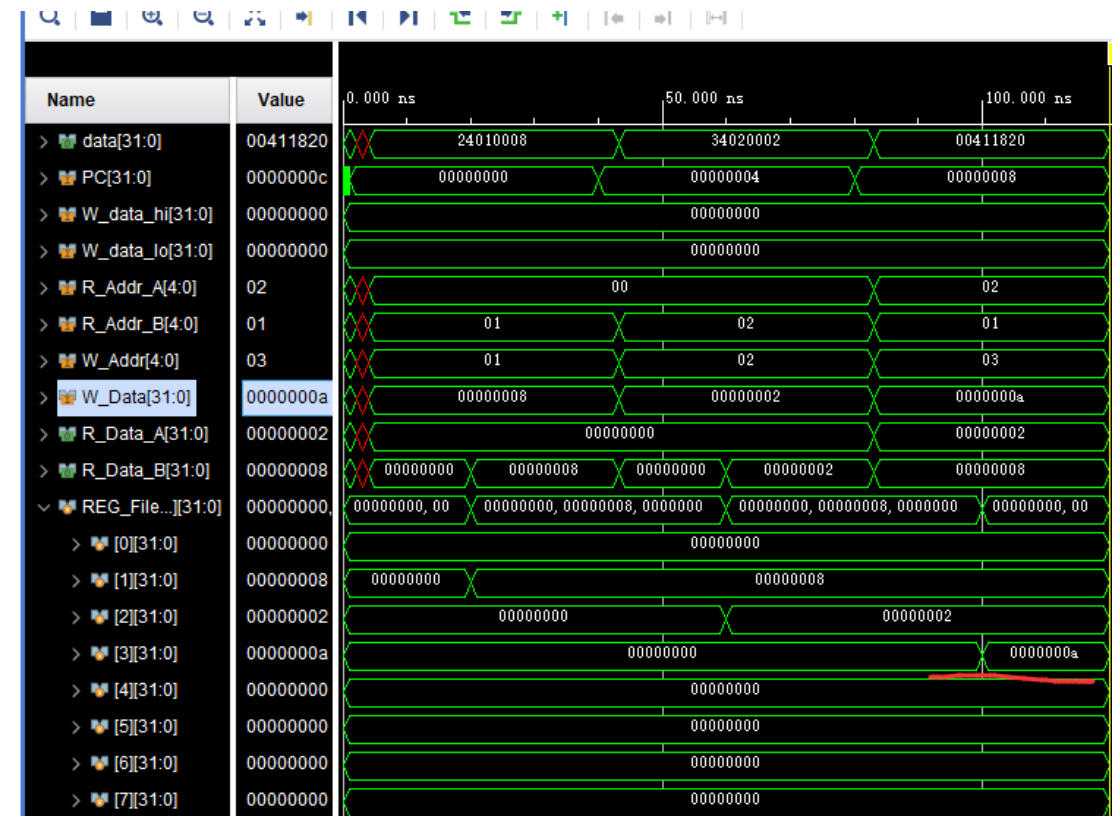 Name Value 0.000 ns 50.000 ns 100.000 ns
data[31:0] 00411820 24010008 34020002 00411820
PC[31:0] 0000000c 00000000 00000004 00000008
W_data_hi[31:0] 00000000 00000000
W_data_lo[31:0] 00000000 00000000
R_Addr_A[4:0] 02 00 02
R_Addr_B[4:0] 01 01 02 01
W_Addr[4:0] 03 01 02 03
W_Data[31:0] 0000000a 00000008 00000002 0000000a
R_Data_A[31:0] 00000002 00000000 00000002
R_Data_B[31:0] 00000008 00000000 00000008 00000000 00000002 00000008
REG_File...][31:0] 00000000, 00000000, 00 00000000, 00000008, 0000000 00000000, 00000008, 0000000 00000000, 00
[0][31:0] 00000000 00000000
[1][31:0] 00000008 00000000 00000008
[2][31:0] 00000002 00000000 00000002
[3][31:0] 0000000a 00000000 0000000a
[4][31:0] 00000000 00000000
[5][31:0] 00000000 00000000
[6][31:0] 00000000 00000000
[7][31:0] 00000000 00000000